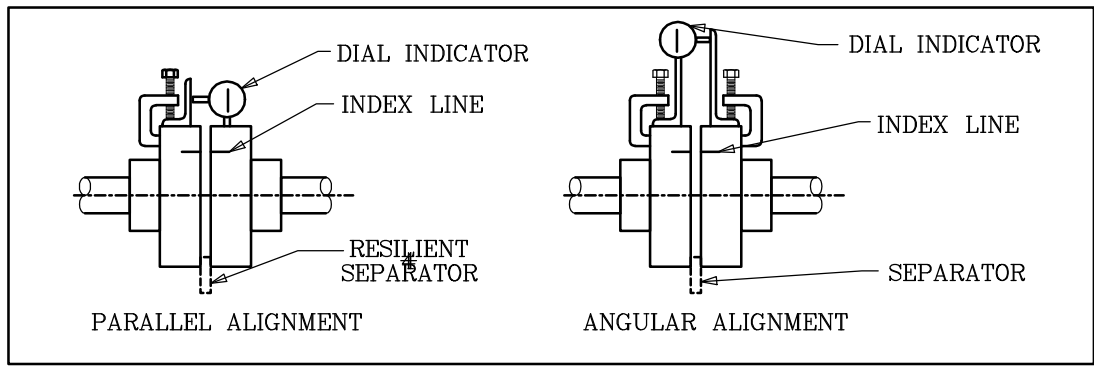 DIAL INDICATOR
INDEX LINE
RESILIENT
SEPARATOR
PARALLEL ALIGNMENT
DIAL INDICATOR
INDEX LINE
SEPARATOR
ANGULAR ALIGNMENT